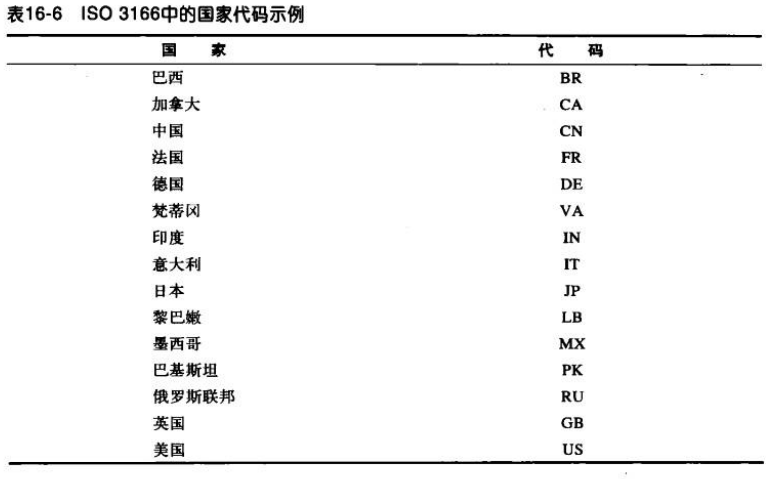 表16-6 ISO 3166中的国家代码示例
国 家 代 码
巴西 BR
加拿大 CA
中国 CN
法国 FR
德国 DE
梵蒂冈 VA
印度 IN
意大利 IT
日本 JP
黎巴嫩 LB
墨西哥 MX
巴基斯坦 PK
俄罗斯联邦 RU
英国 GB
美国 US